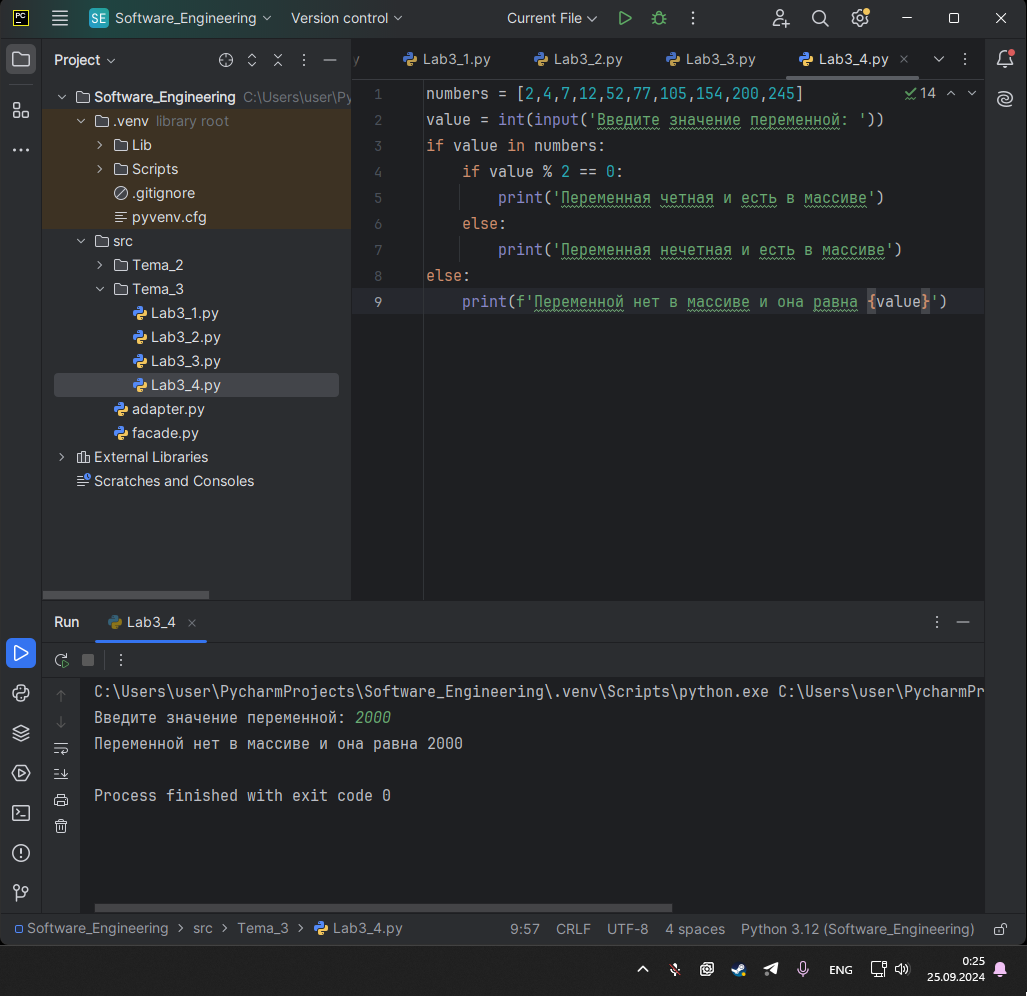 PC SE Software_Engineering Version control Current File
Project
y Lab3_1.py Lab3_2.py Lab3_3.py Lab3_4.py
Software_Engineering C:\Users\user\Py
.venv library root
Lib
Scripts
.gitignore
pyvenv.cfg
src
Tema_2
Tema_3
Lab3_1.py
Lab3_2.py
Lab3_3.py
Lab3_4.py
adapter.py
facade.py
External Libraries
Scratches and Consoles
1 numbers = [2,4,7,12,52,77,105,154,200,245] 14
2 value = int(input('Введите значение переменной: '))
3 if value in numbers:
4 if value % 2 == 0:
5 print('Переменная четная и есть в массиве')
6 else:
7 print('Переменная нечетная и есть в массиве')
8 else:
9 print(f'Переменной нет в массиве и она равна {value}')
Run Lab3_4
C:\Users\user\PycharmProjects\Software_Engineering\.venv\Scripts\python.exe C:\Users\user\PycharmPr
Введите значение переменной: 2000
Переменной нет в массиве и она равна 2000
Process finished with exit code 0
Software_Engineering > src > Tema_3 > Lab3_4.py 9:57 CRLF UTF-8 4 spaces Python 3.12 (Software_Engineering)
ENG 0:25
25.09.2024